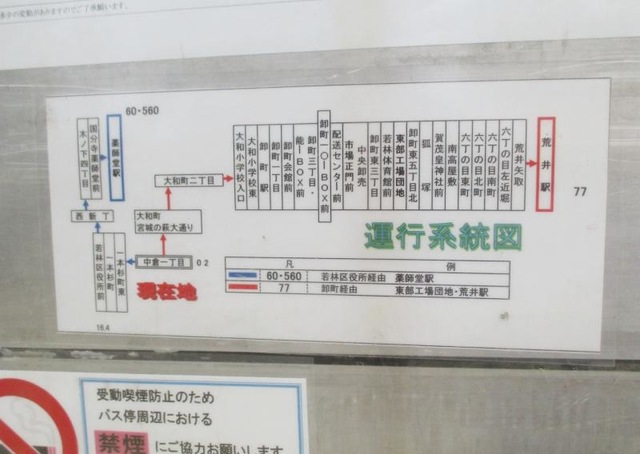 60・560
国分寺薬師堂前
木ノ下四丁目
薬師堂駅
西新丁
一本杉町東
一本杉町
若林区役所前
中倉一丁目
02
現在地
大和町
宮城の萩大通り
大和町二丁目
大和小学校入口
大和小学校東
卸町駅
卸町一丁目
卸町会館前
能‐BOX前
卸町三丁目・
卸町一〇‐BOX前
配送センター前
市場正門前
中央卸売
卸町東三丁目
若林体育館前
東部工場団地
卸町東五丁目北
狐塚
賀茂皇神社前
南高屋敷
六丁の目東町
六丁の目北町
六丁の目南町
六丁の目左近堀
荒井矢取
荒井駅
77
運行系統図
凡 例
60・560 若林区役所経由 薬師堂駅
77 卸町経由 東部工場団地・荒井駅
16.4
受動喫煙防止のため
バス停周辺における
禁煙にご協力お願いします